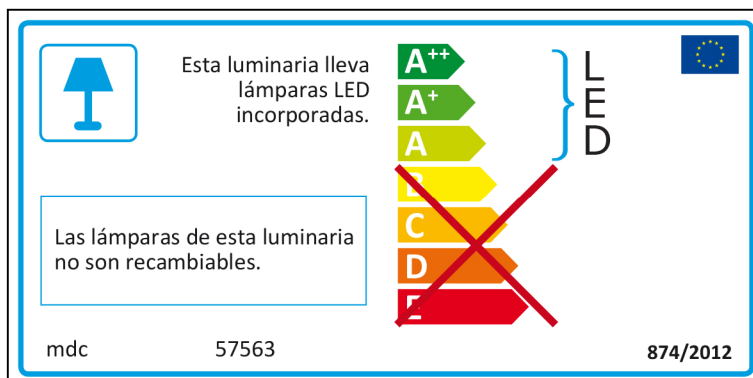 Esta luminaria lleva
lámparas LED
incorporadas.
A++
A+
A
B
C
D
E
L
E
D
Las lámparas de esta luminaria
no son recambiables.
mdc 57563
874/2012